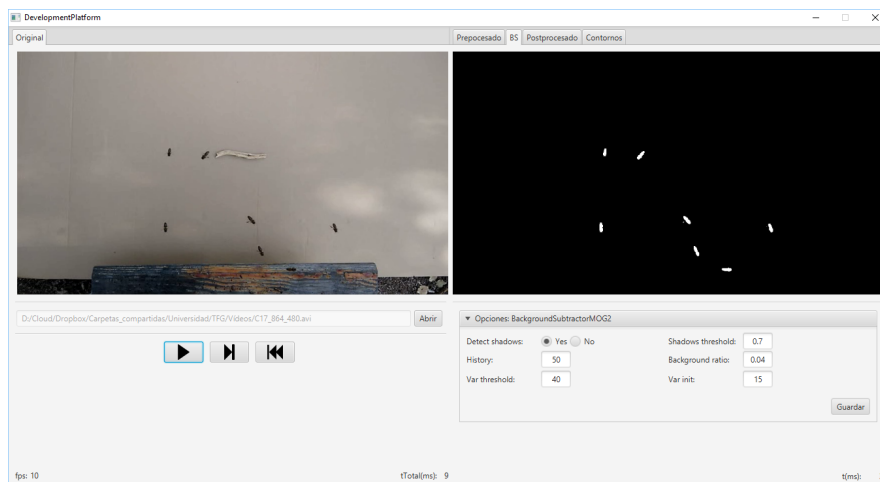 DevelopmentPlatform
Original
Prepocesado BS Postprocesado Contornos
D:/Cloud/Dropbox/Carpetas_compartidas/Universidad/TFG/Videos/C17_864_480.avi Abrir
Opciones: BackgroundSubtractorMOG2
Detect shadows: Yes No Shadows threshold: 0.7
History: 50 Background ratio: 0.04
Var threshold: 40 Var init: 15
Guardar
fps: 10 tTotal(ms): 9 t(ms):